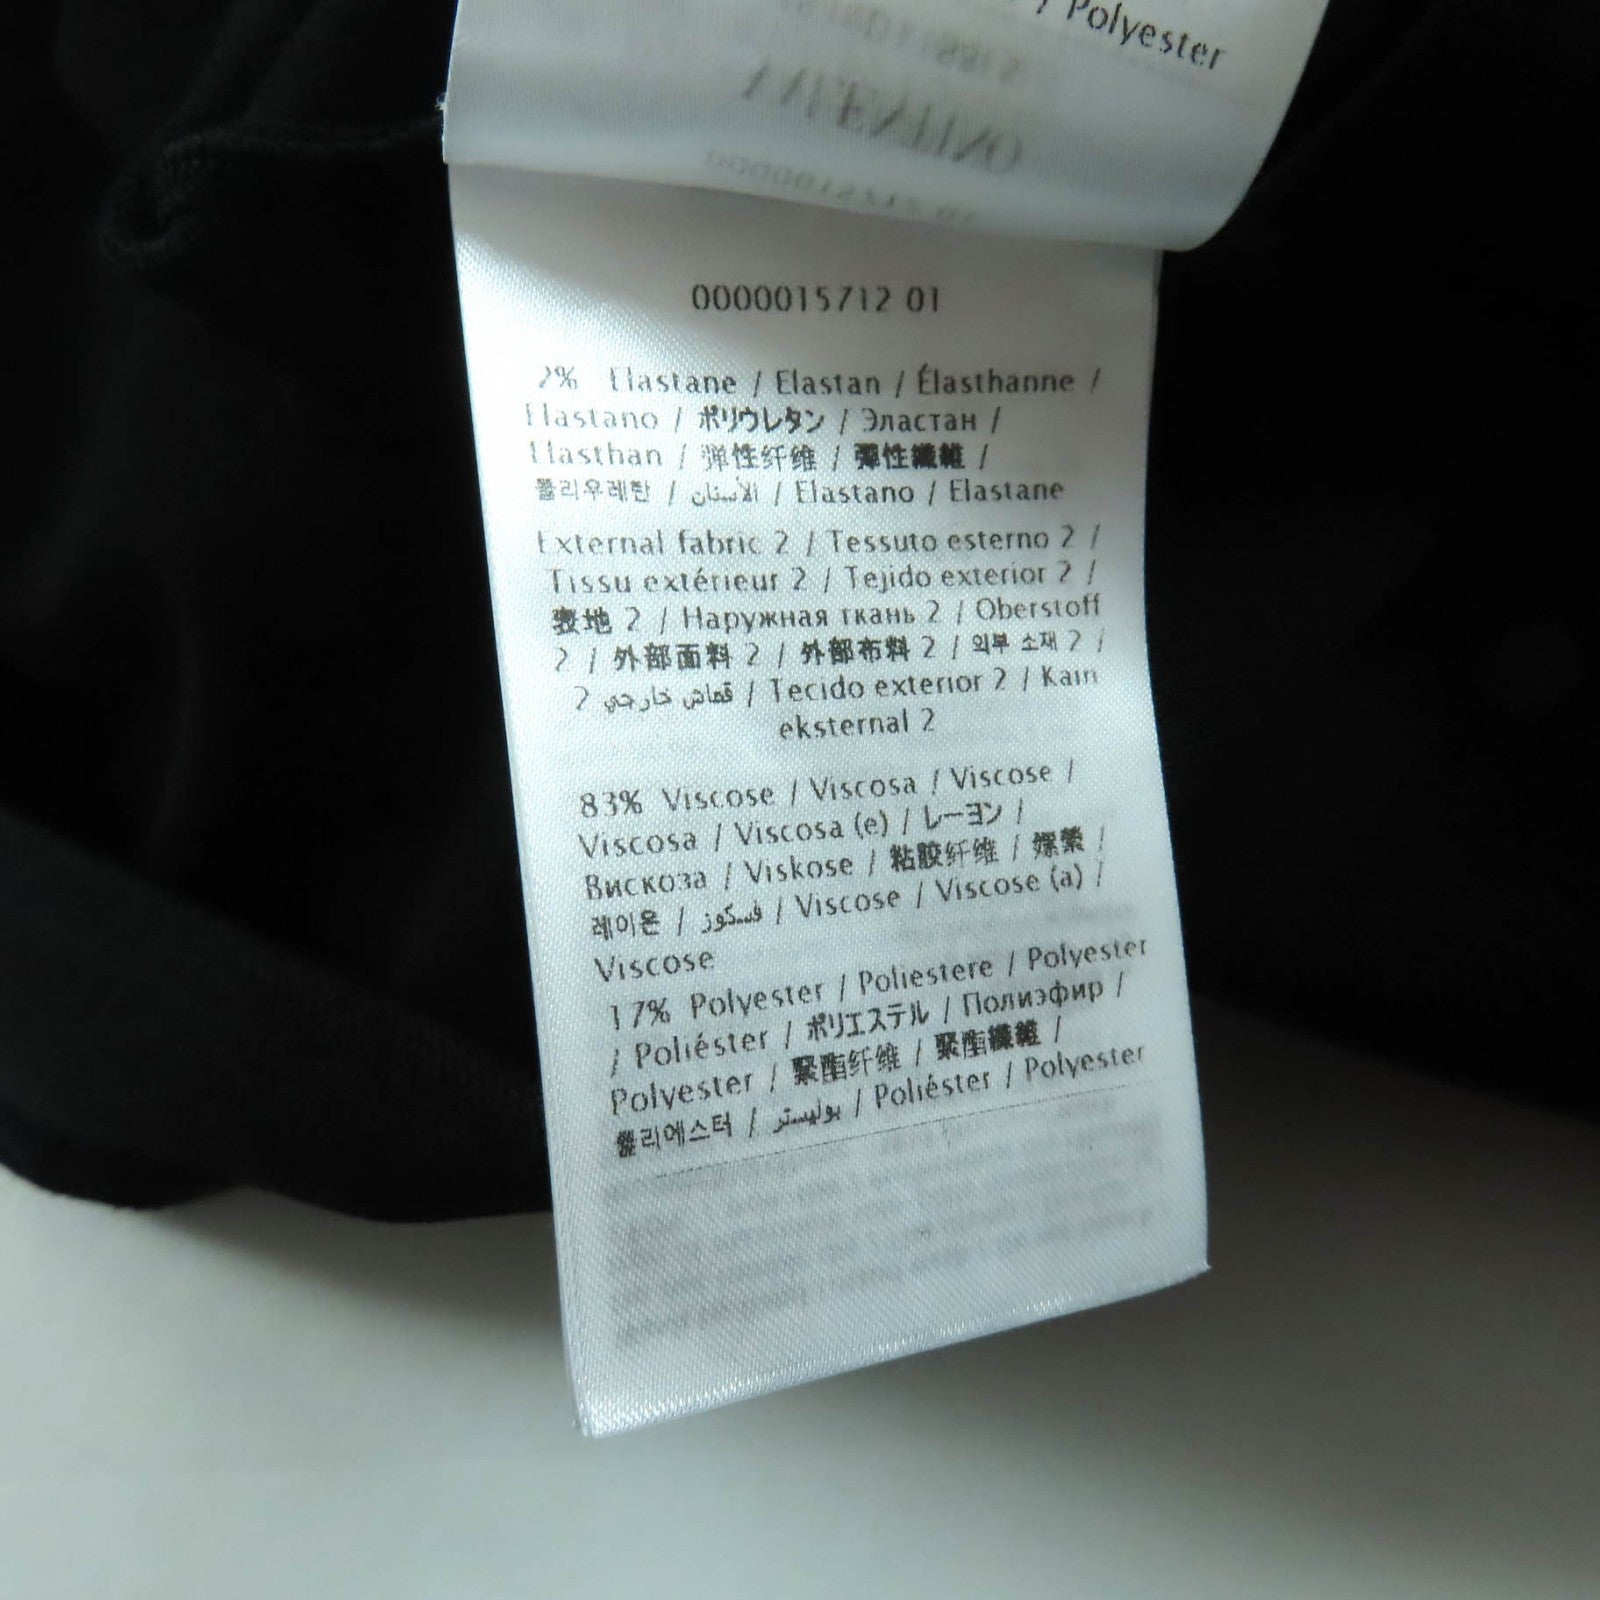 / Polyester
VALENTINO
0000015712 01
2% Elastane / Elastan / Élasthanne /
Elastano / ポリウレタン / Эластан /
Elasthan / 弹性纤维 / 彈性纖維 /
폴리우레탄 / الاستان / Elastano / Elastane
External fabric 2 / Tessuto esterno 2 /
Tissu extérieur 2 / Tejido exterior 2 /
表地 2 / Наружная ткань 2 / Oberstoff
2 / 外部面料 2 / 外部布料 2 / 외부 소재 2 /
قماش خارجي 2 / Tecido exterior 2 / Kain
eksternal 2
83% Viscose / Viscosa / Viscose /
Viscosa / Viscosa (e) / レーヨン /
Вискоза / Viskose / 粘胶纤维 / 嫘縈 /
레이온 / فسكوز / Viscose / Viscose (a) /
Viscose
17% Polyester / Poliestere / Polyester
/ Poliéster / ポリエステル / Полиэфир /
Polyester / 聚酯纤维 / 聚酯纖維 /
폴리에스터 / بوليستر / Poliéster / Polyester